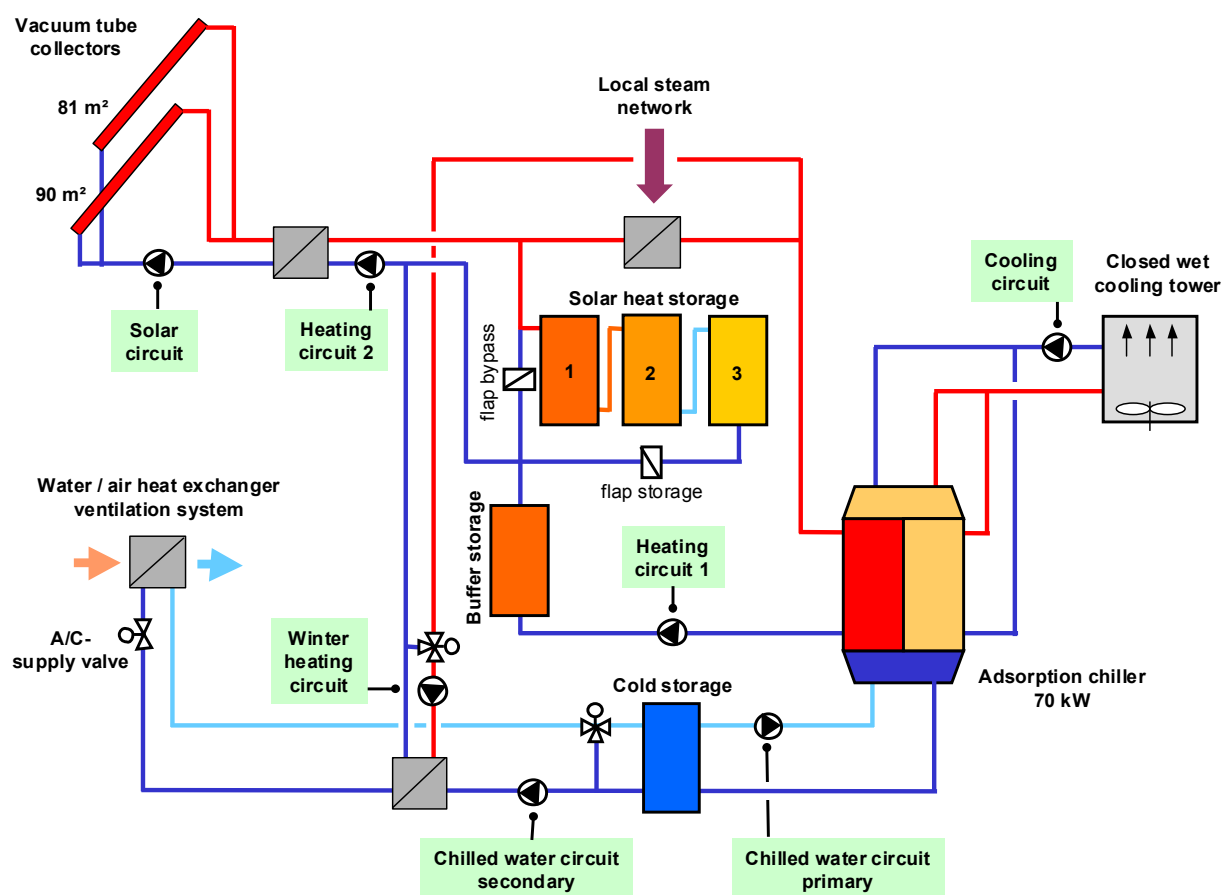 Vacuum tube
collectors
81 m²
90 m²
Local steam
network
Solar
circuit
Heating
circuit 2
Solar heat storage
flap bypass
1
2
3
flap storage
Cooling
circuit
Closed wet
cooling tower
Water / air heat exchanger
ventilation system
A/C-
supply valve
Winter
heating
circuit
Buffer storage
Heating
circuit 1
Cold storage
Adsorption chiller
70 kW
Chilled water circuit
secondary
Chilled water circuit
primary